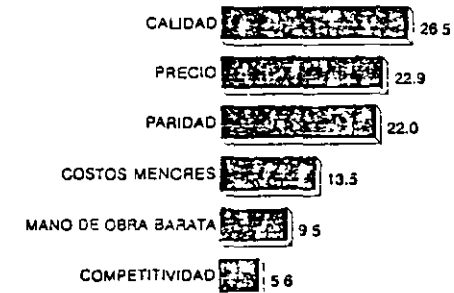 CALIDAD 26.5
PRECIO 22.9
PARIDAD 22.0
COSTOS MENORES 13.5
MANO DE OBRA BARATA 9.5
COMPETITIVIDAD 5.6